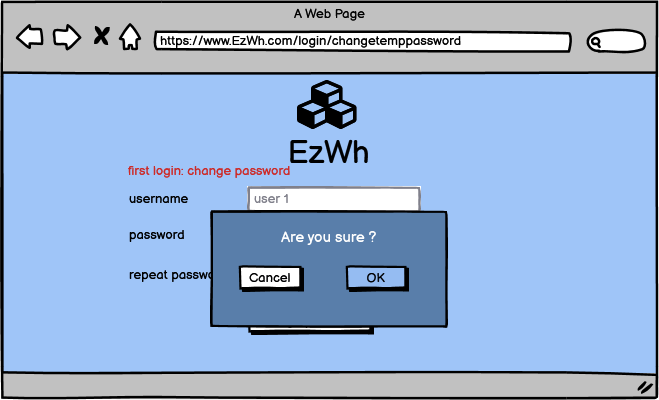 A Web Page
https://www.EzWh.com/login/changetemppassword
EzWh
first login: change password
username
user 1
password
Are you sure ?
repeat
Cancel
OK